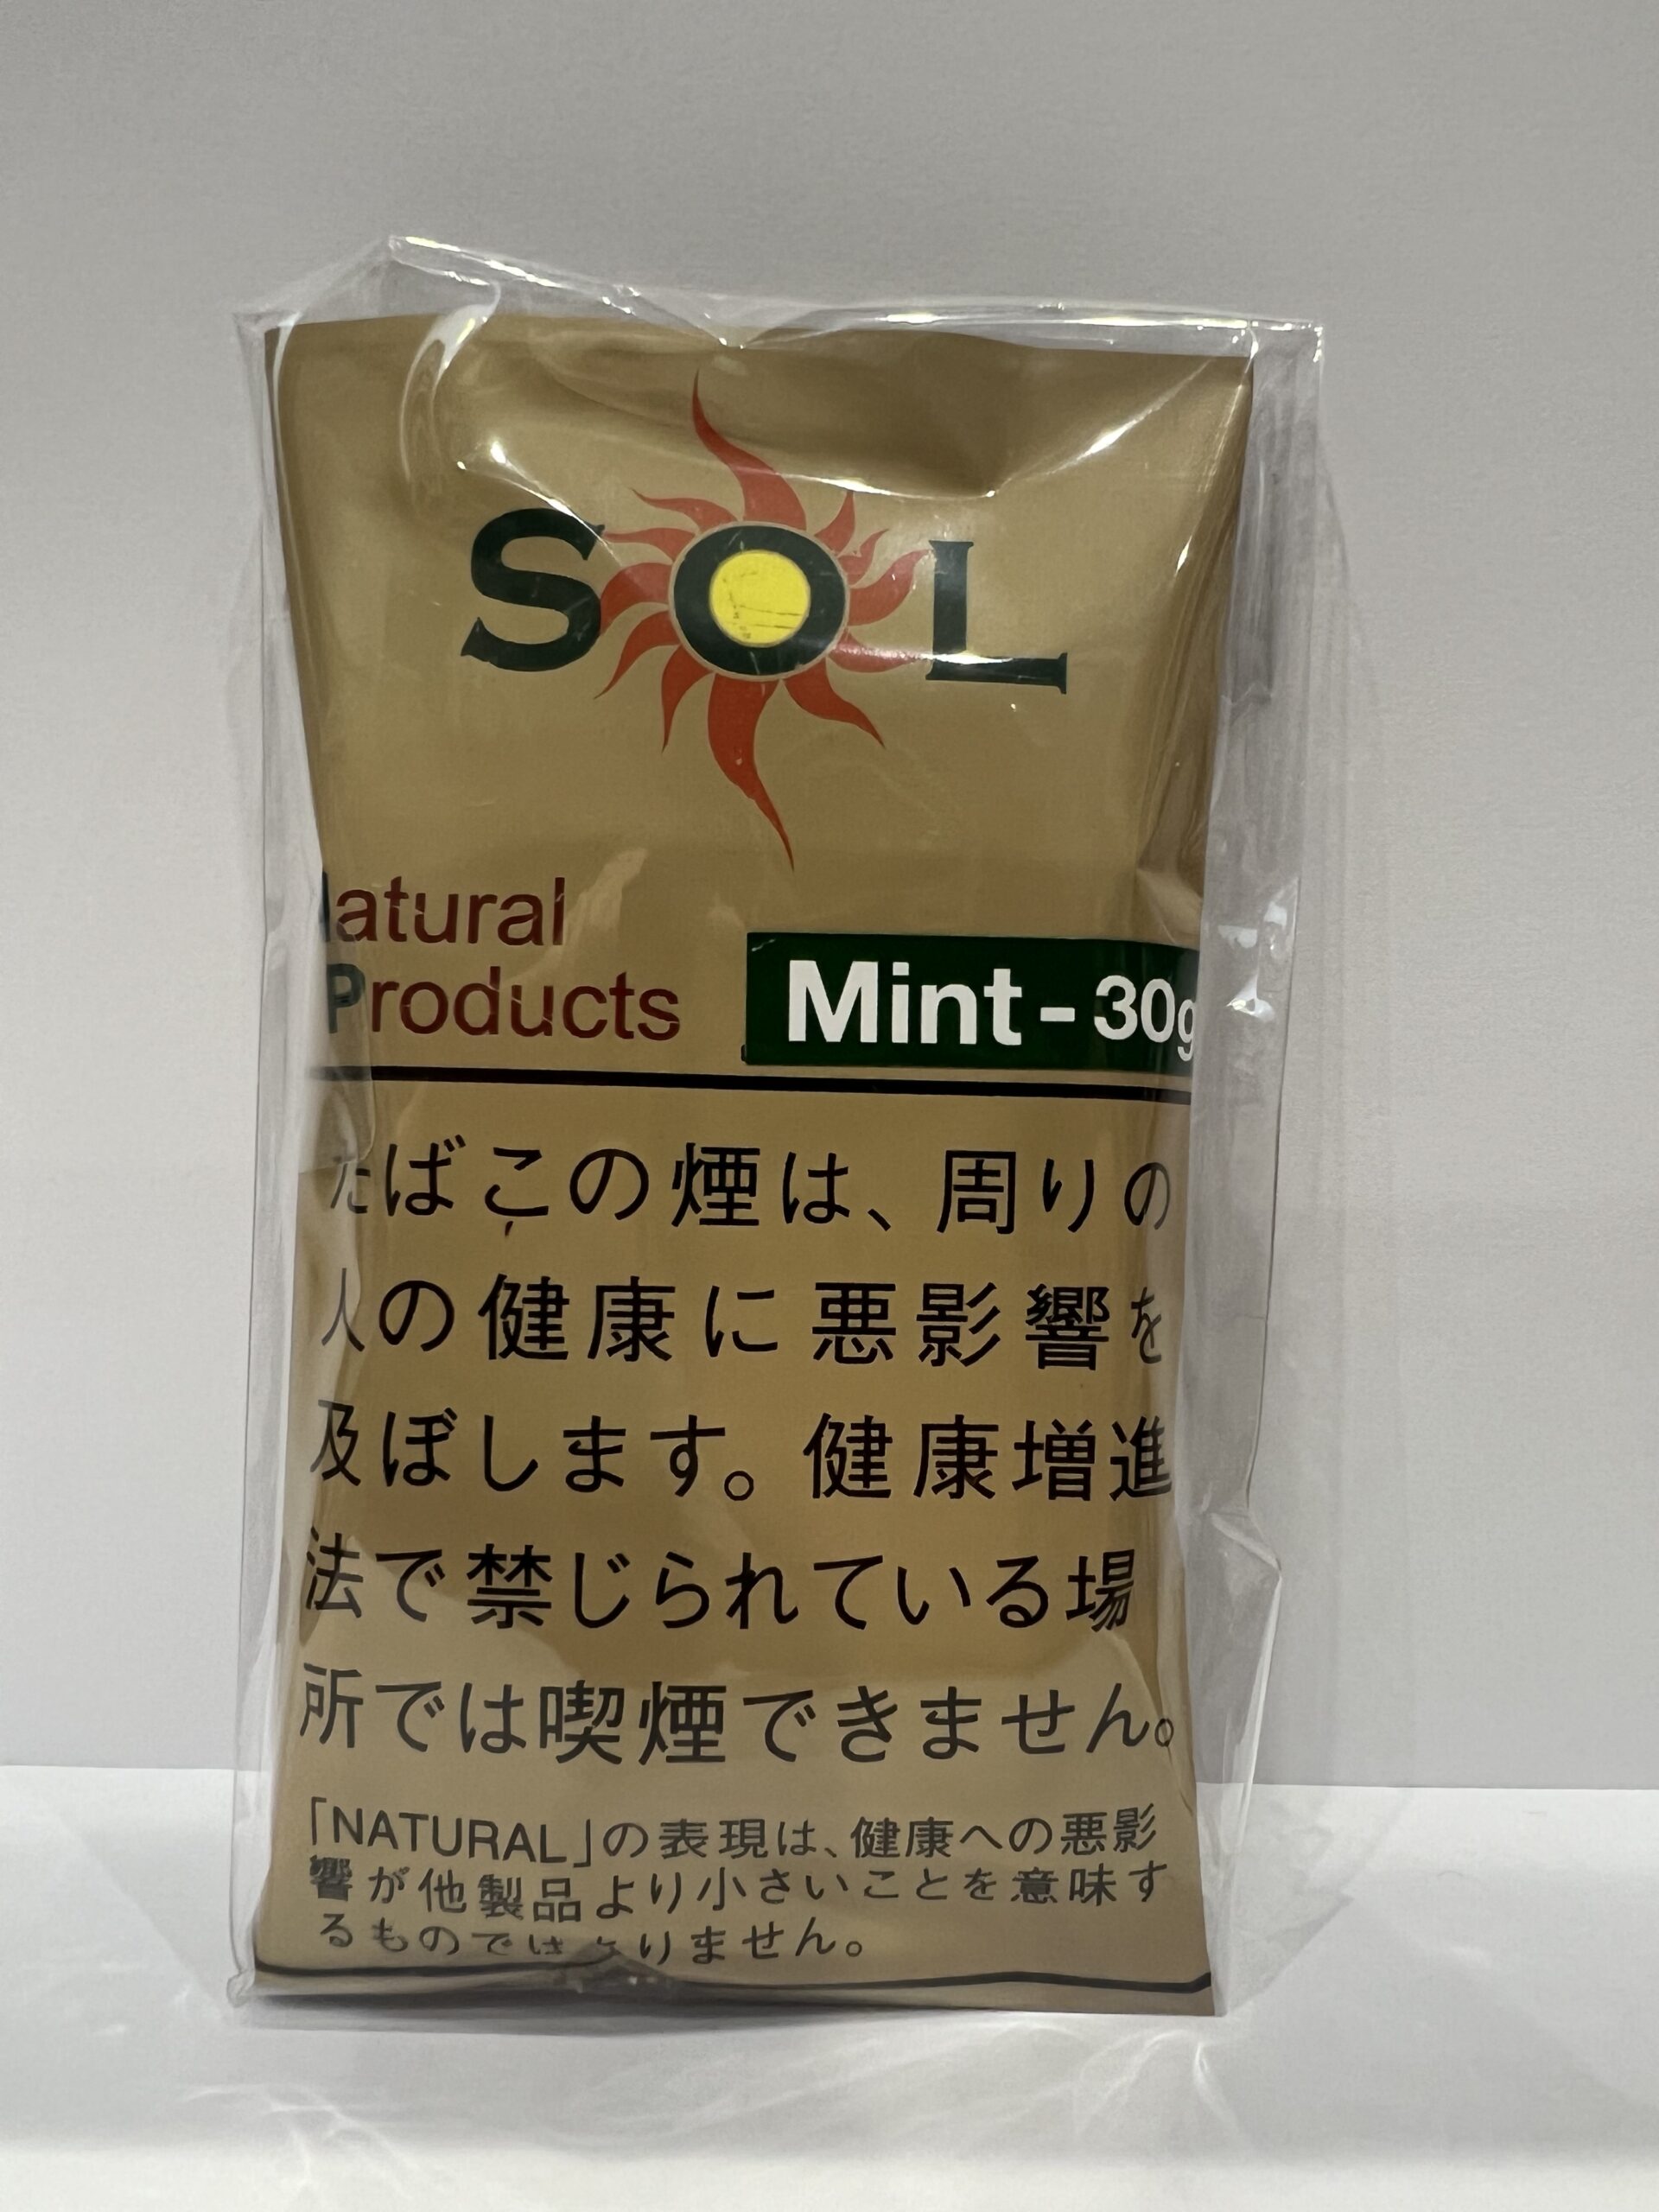 SOL
Natural
Products
Mint - 30g
たばこの煙は、周りの
人の健康に悪影響を
及ぼします。健康増進
法で禁じられている場
所では喫煙できません。
「NATURAL」の表現は、健康への悪影
響が他製品より小さいことを意味す
るものではありません。